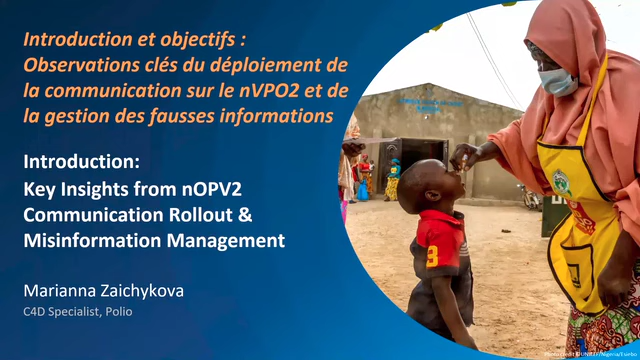 Introduction et objectifs :
Observations clés du déploiement de
la communication sur le nVPO2 et de
la gestion des fausses informations
Introduction:
Key Insights from nOPV2
Communication Rollout &
Misinformation Management
Marianna Zaichykova
C4D Specialist, Polio
3